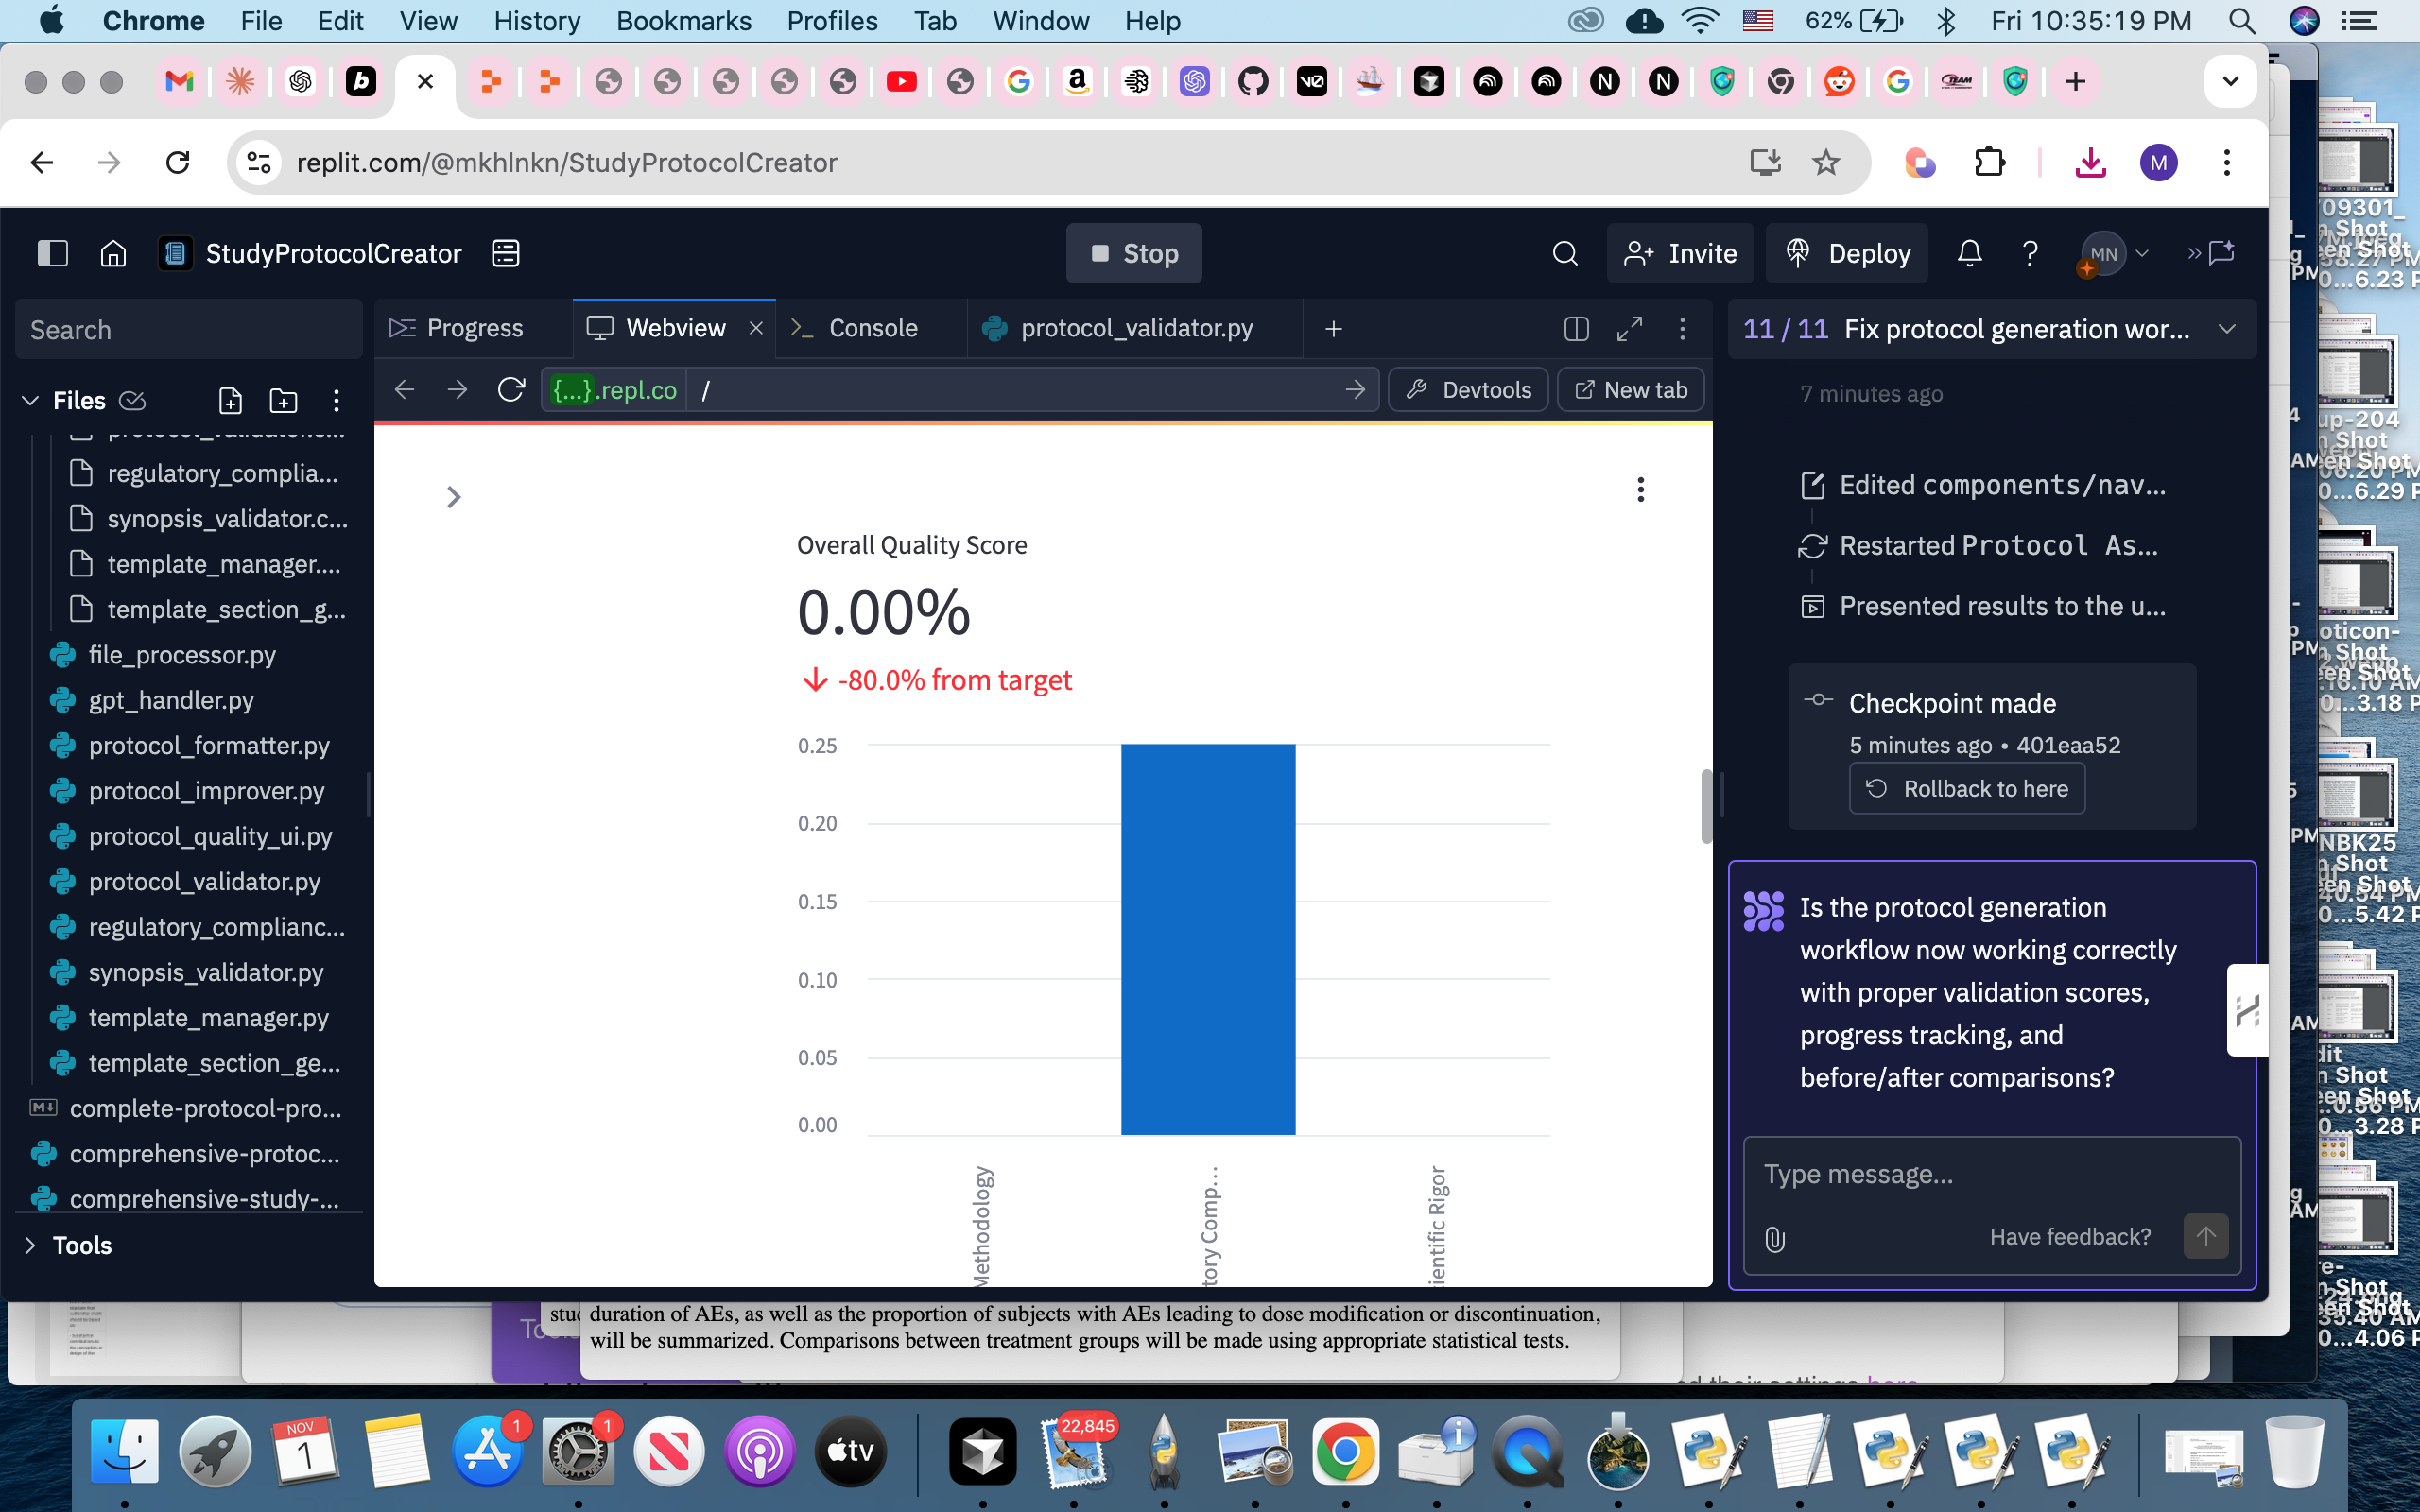 Chrome File Edit View History Bookmarks Profiles Tab Window Help
62% Fri 10:35:19 PM
replit.com/@mkhlnkn/StudyProtocolCreator
M
StudyProtocolCreator
Stop
Invite
Deploy
MN
Search
Progress
Webview
Console
protocol_validator.py
11 / 11 Fix protocol generation wor...
{...}.repl.co /
Devtools
New tab
Files
regulatory_complia...
synopsis_validator.c...
template_manager....
template_section_g...
file_processor.py
gpt_handler.py
protocol_formatter.py
protocol_improver.py
protocol_quality_ui.py
protocol_validator.py
regulatory_complianc...
synopsis_validator.py
template_manager.py
template_section_ge...
complete-protocol-pro...
comprehensive-protoc...
comprehensive-study-...
Tools
Overall Quality Score
0.00%
-80.0% from target
0.25
0.20
0.15
0.10
0.05
0.00
Methodology
tory Comp...
ientific Rigor
7 minutes ago
Edited components/nav...
Restarted Protocol As...
Presented results to the u...
Checkpoint made
5 minutes ago • 401eaa52
Rollback to here
Is the protocol generation
workflow now working correctly
with proper validation scores,
progress tracking, and
before/after comparisons?
Type message...
Have feedback?
duration of AEs, as well as the proportion of subjects with AEs leading to dose modification or discontinuation,
will be summarized. Comparisons between treatment groups will be made using appropriate statistical tests.
NOV
1
1
1
tv
22,845